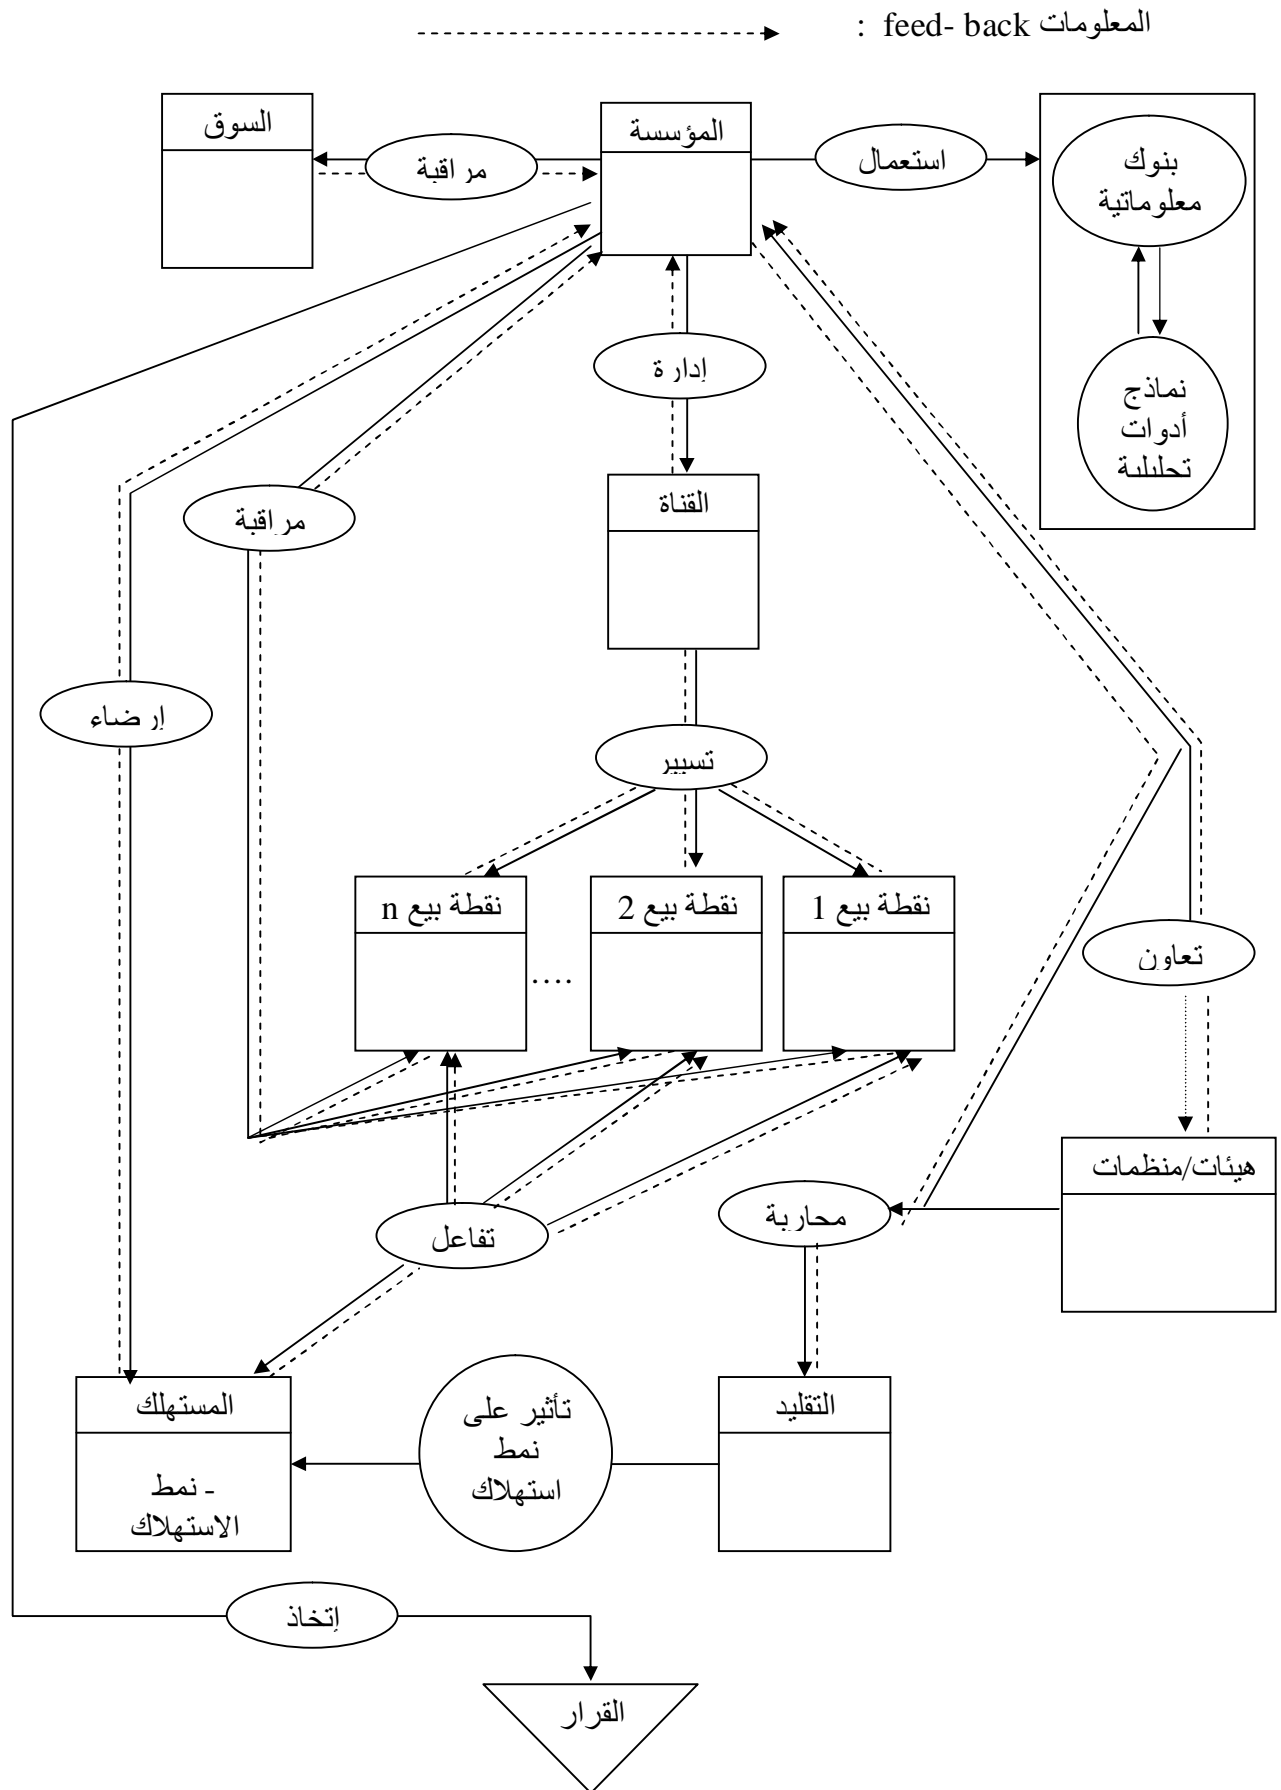 المعلومات feed- back :
السوق
المؤسسة
مراقبة
استعمال
بنوك
معلوماتية
إدارة
نماذج
أدوات
تحليلية
القناة
مراقبة
إرضاء
تسيير
نقطة بيع 1
نقطة بيع 2
....
نقطة بيع n
تعاون
هيئات/منظمات
محاربة
تفاعل
التقليد
تأثير على
نمط
استهلاك
المستهلك
- نمط
الاستهلاك
إتخاذ
القرار